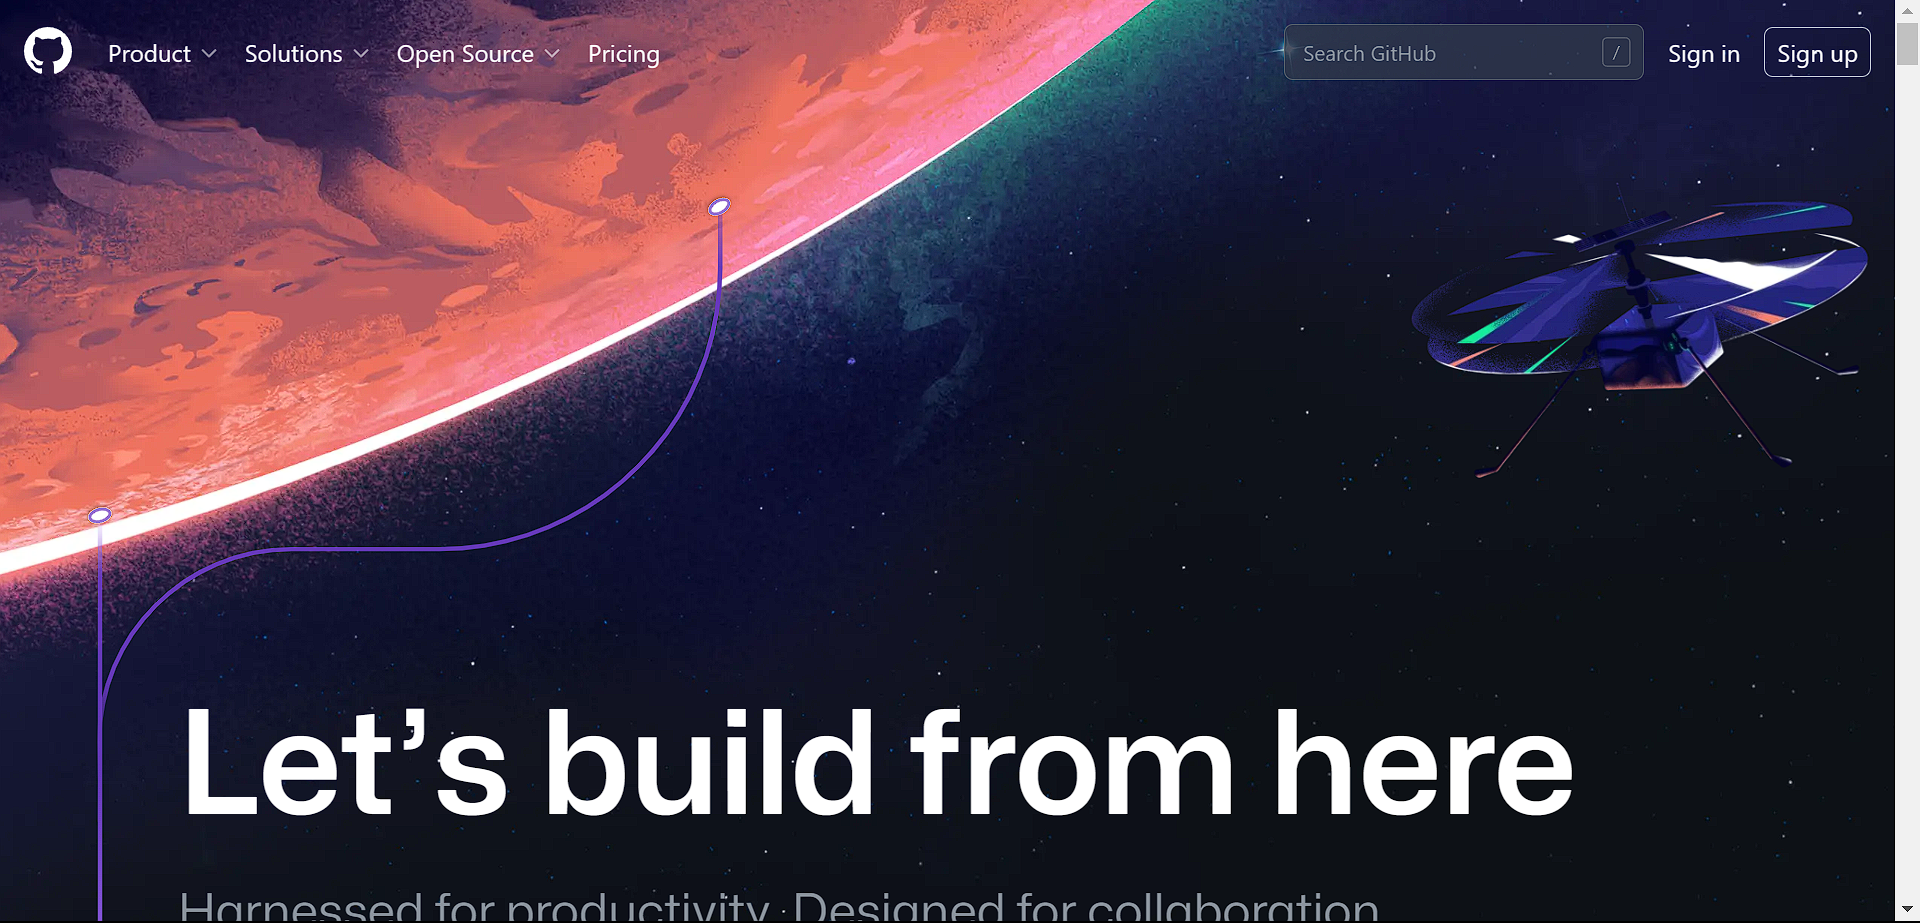 Product Solutions Open Source Pricing Search GitHub / Sign in Sign up
Let’s build from here
Harnessed for productivity. Designed for collaboration.